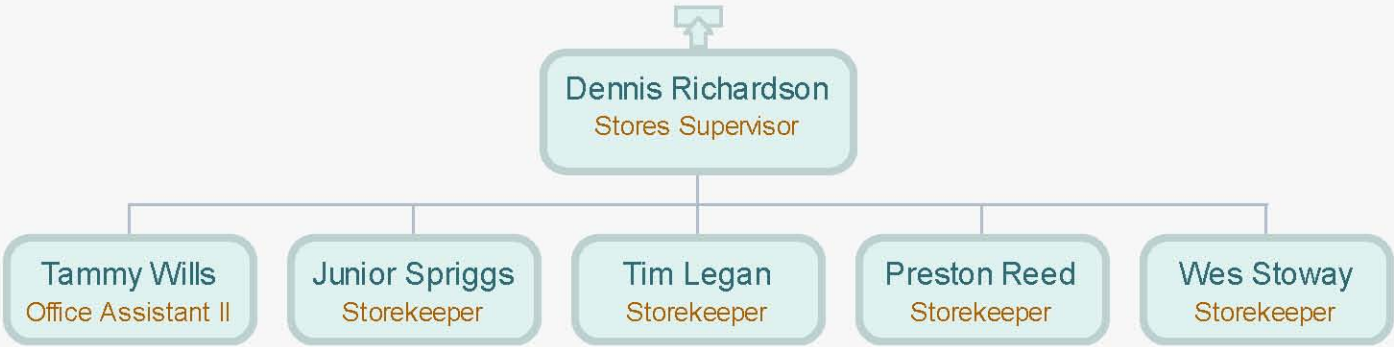 Dennis Richardson
Stores Supervisor
Tammy Wills
Office Assistant II
Junior Spriggs
Storekeeper
Tim Legan
Storekeeper
Preston Reed
Storekeeper
Wes Stoway
Storekeeper